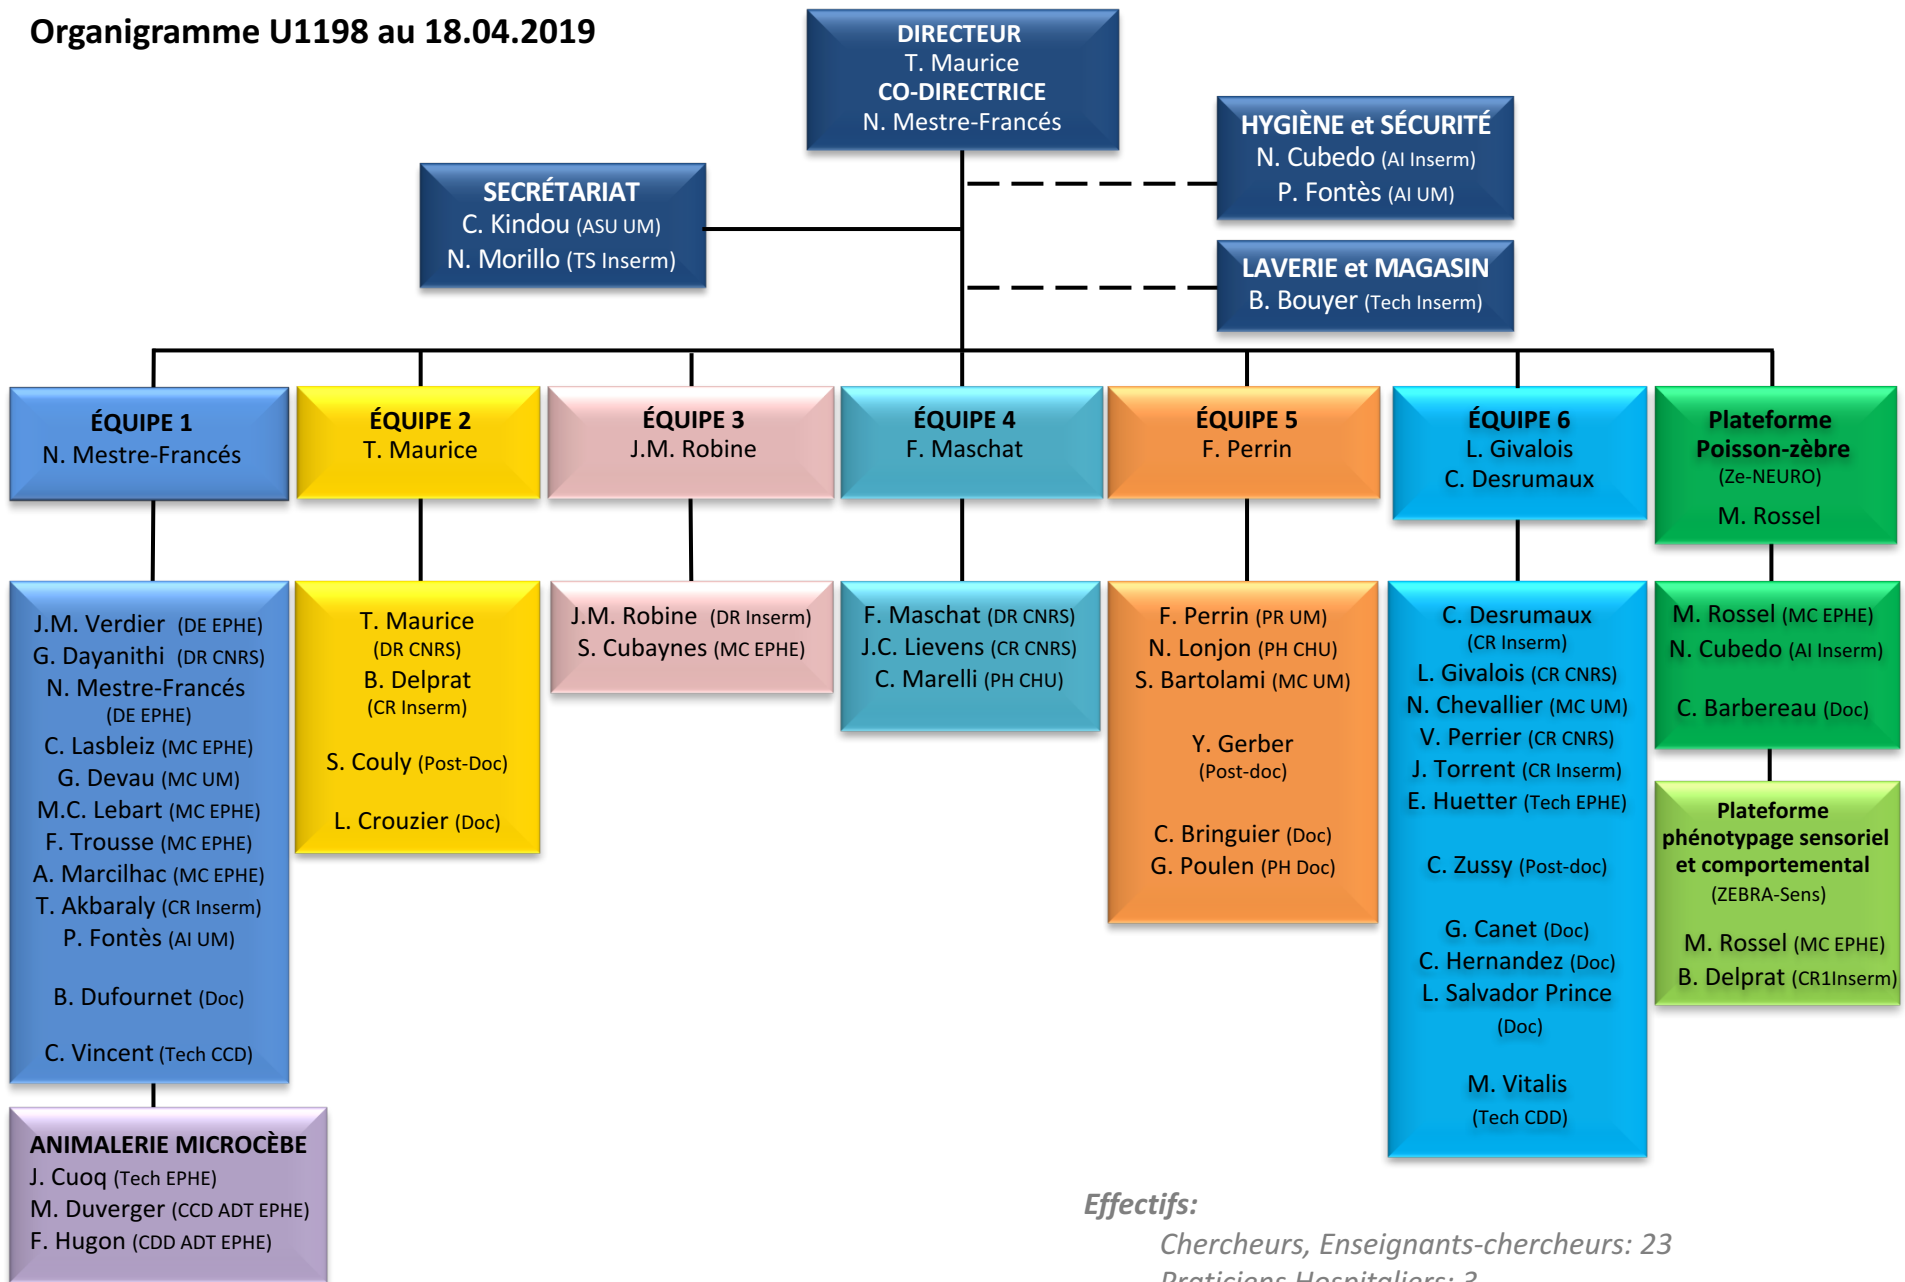 Organigramme U1198 au 18.04.2019
DIRECTEUR
T. Maurice
CO-DIRECTRICE
N. Mestre-Francés
HYGIÈNE et SÉCURITÉ
N. Cubedo (AI Inserm)
P. Fontès (AI UM)
SECRÉTARIAT
C. Kindou (ASU UM)
N. Morillo (TS Inserm)
LAVERIE et MAGASIN
B. Bouyer (Tech Inserm)
ÉQUIPE 1
N. Mestre-Francés
ÉQUIPE 2
T. Maurice
ÉQUIPE 3
J.M. Robine
ÉQUIPE 4
F. Maschat
ÉQUIPE 5
F. Perrin
ÉQUIPE 6
L. Givalois
C. Desrumaux
Plateforme
Poisson-zèbre
(Ze-NEURO)
M. Rossel
J.M. Verdier (DE EPHE)
G. Dayanithi (DR CNRS)
N. Mestre-Francés
(DE EPHE)
C. Lasbleiz (MC EPHE)
G. Devau (MC UM)
M.C. Lebart (MC EPHE)
F. Trousse (MC EPHE)
A. Marcilhac (MC EPHE)
T. Akbaraly (CR Inserm)
P. Fontès (AI UM)
B. Dufournet (Doc)
C. Vincent (Tech CCD)
T. Maurice
(DR CNRS)
B. Delprat
(CR Inserm)
S. Couly (Post-Doc)
L. Crouzier (Doc)
J.M. Robine (DR Inserm)
S. Cubaynes (MC EPHE)
F. Maschat (DR CNRS)
J.C. Lievens (CR CNRS)
C. Marelli (PH CHU)
F. Perrin (PR UM)
N. Lonjon (PH CHU)
S. Bartolami (MC UM)
Y. Gerber
(Post-doc)
C. Bringuier (Doc)
G. Poulen (PH Doc)
C. Desrumaux
(CR Inserm)
L. Givalois (CR CNRS)
N. Chevallier (MC UM)
V. Perrier (CR CNRS)
J. Torrent (CR Inserm)
E. Huetter (Tech EPHE)
C. Zussy (Post-doc)
G. Canet (Doc)
C. Hernandez (Doc)
L. Salvador Prince
(Doc)
M. Vitalis
(Tech CDD)
M. Rossel (MC EPHE)
N. Cubedo (AI Inserm)
C. Barbereau (Doc)
Plateforme
phénotypage sensoriel
et comportemental
(ZEBRA-Sens)
M. Rossel (MC EPHE)
B. Delprat (CR1Inserm)
ANIMALERIE MICROCÈBE
J. Cuoq (Tech EPHE)
M. Duverger (CCD ADT EPHE)
F. Hugon (CDD ADT EPHE)
Effectifs:
Chercheurs, Enseignants-chercheurs: 23
Praticiens Hospitaliers: 3